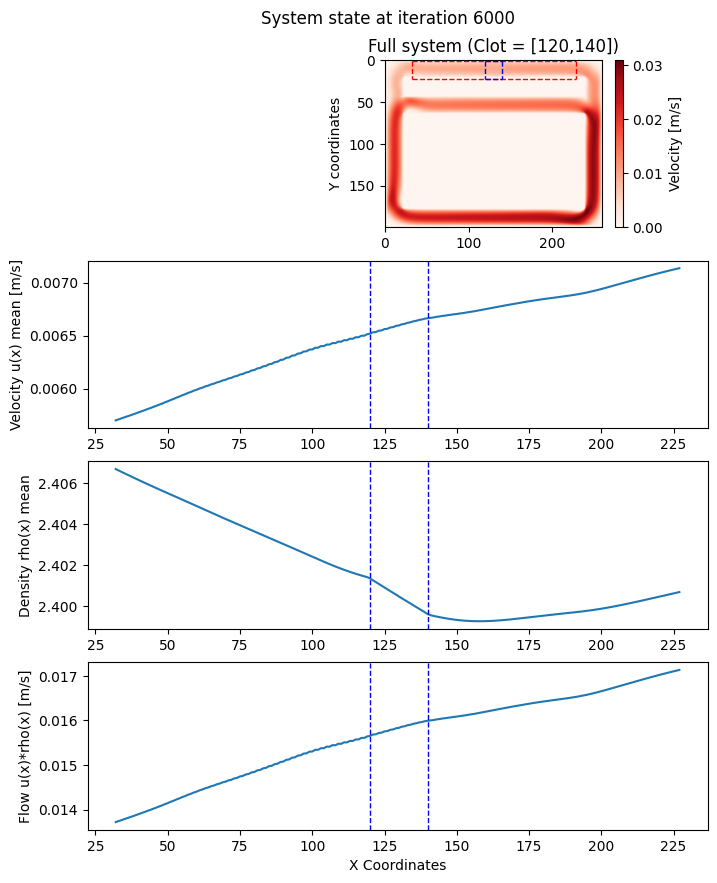 System state at iteration 6000
Full system (Clot = [120,140])
0
50
100
150
Y coordinates
0 100 200
0.03
0.02
0.01
0.00
Velocity [m/s]
0.0070
0.0065
0.0060
Velocity u(x) mean [m/s]
25 50 75 100 125 150 175 200 225
2.406
2.404
2.402
2.400
Density rho(x) mean
25 50 75 100 125 150 175 200 225
0.017
0.016
0.015
0.014
Flow u(x)*rho(x) [m/s]
25 50 75 100 125 150 175 200 225
X Coordinates